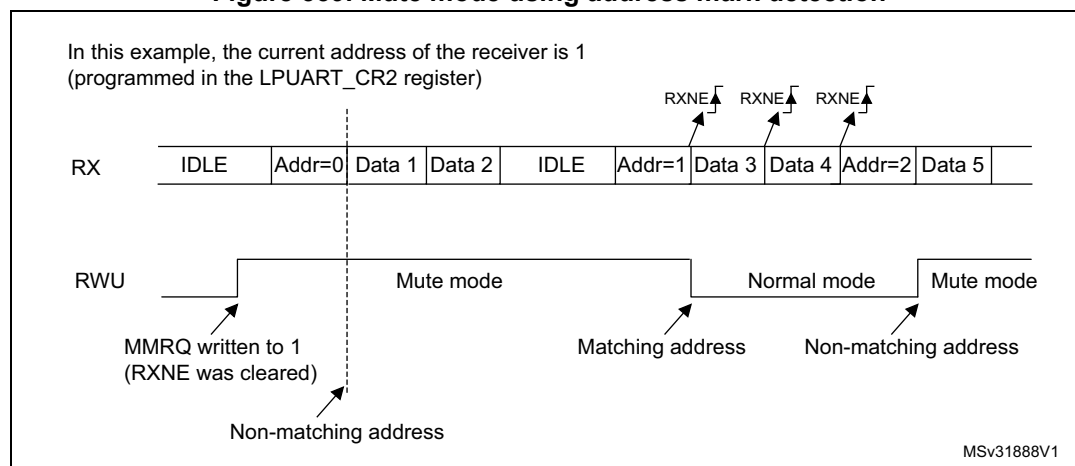 Figure Mute mode using address mark detection
In this example, the current address of the receiver is 1
(programmed in the LPUART_CR2 register)
RXNE RXNE RXNE
RX IDLE Addr=0 Data 1 Data 2 IDLE Addr=1 Data 3 Data 4 Addr=2 Data 5
RWU Mute mode Normal mode Mute mode
MMRQ written to 1 Matching address Non-matching address
(RXNE was cleared)
Non-matching address
MSv31888V1